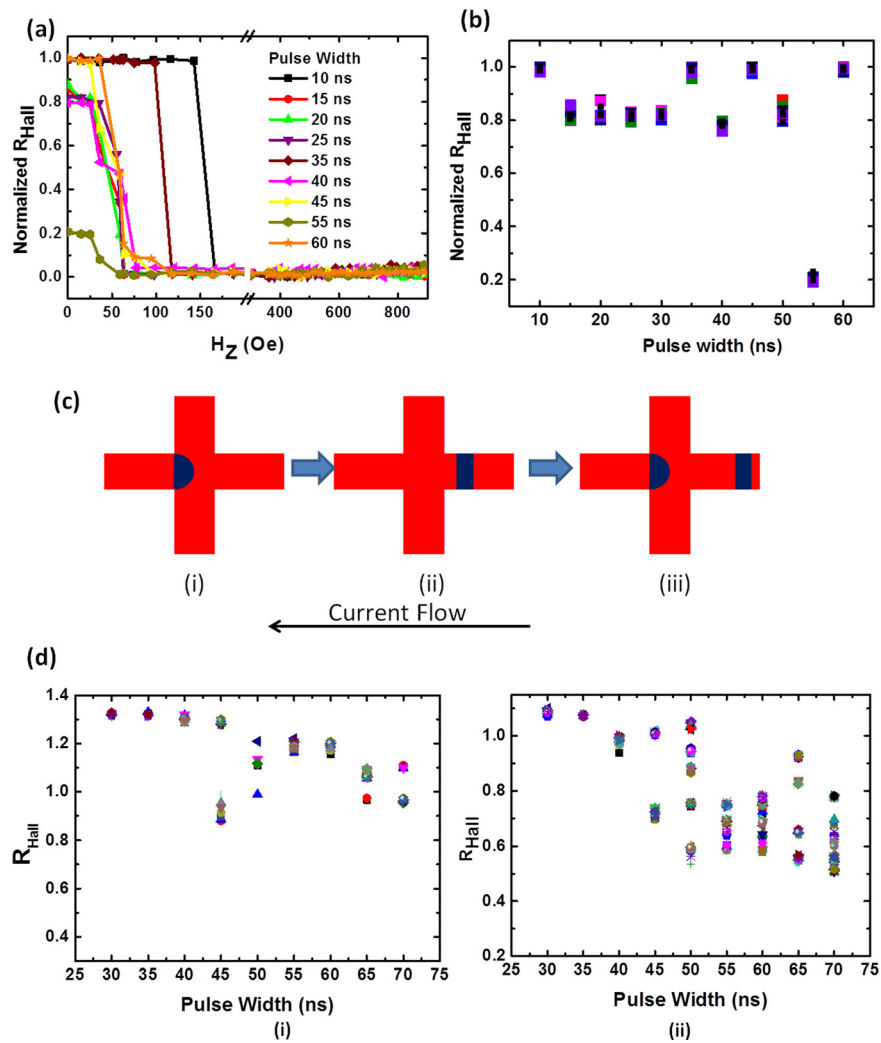 (a)
Normalized R_Hall
1.0
0.8
0.6
0.4
0.2
0.0
0 50 100 150 400 600 800
H_Z (Oe)
Pulse Width
10 ns
15 ns
20 ns
25 ns
35 ns
40 ns
45 ns
55 ns
60 ns
(b)
Normalized R_Hall
1.0
0.8
0.6
0.4
0.2
10 20 30 40 50 60
Pulse width (ns)
(c)
(i) (ii) (iii)
Current Flow
(d)
R_Hall
1.4
1.2
1.0
0.8
0.6
0.4
25 30 35 40 45 50 55 60 65 70 75
Pulse Width (ns)
(i)
R_Hall
1.2
1.0
0.8
0.6
0.4
0.2
25 30 35 40 45 50 55 60 65 70 75
Pulse Width (ns)
(ii)